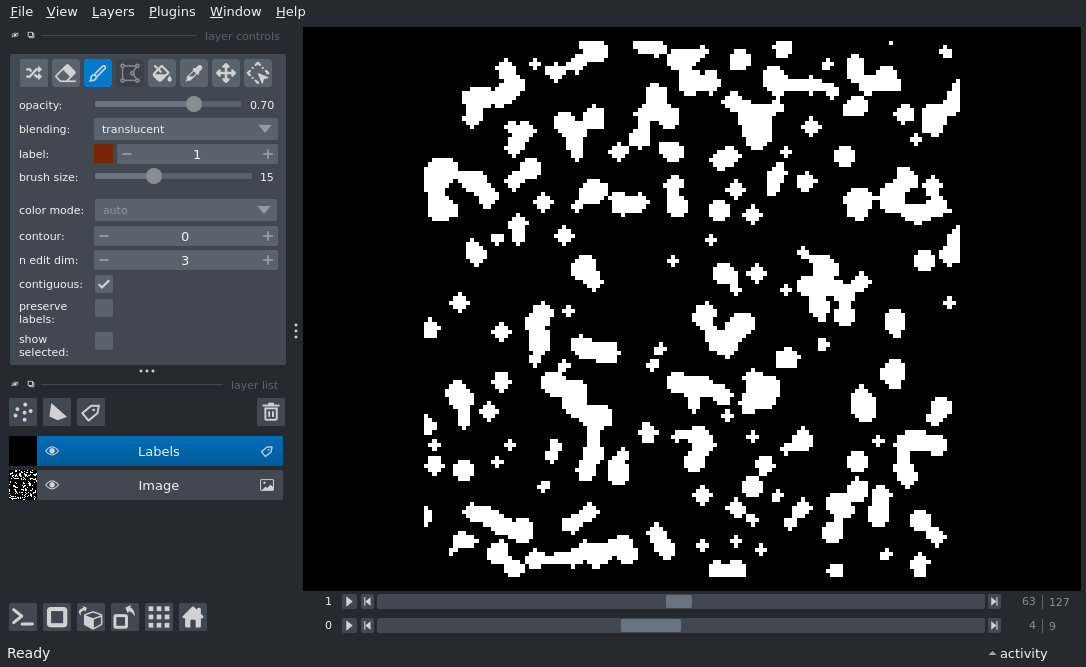 File View Layers Plugins Window Help
layer controls
opacity: 0.70
blending: translucent
label: 1
brush size: 15
color mode: auto
contour: 0
n edit dim: 3
contiguous:
preserve
labels:
show
selected:
layer list
Labels
Image
1 63 127
0 4 9
Ready activity